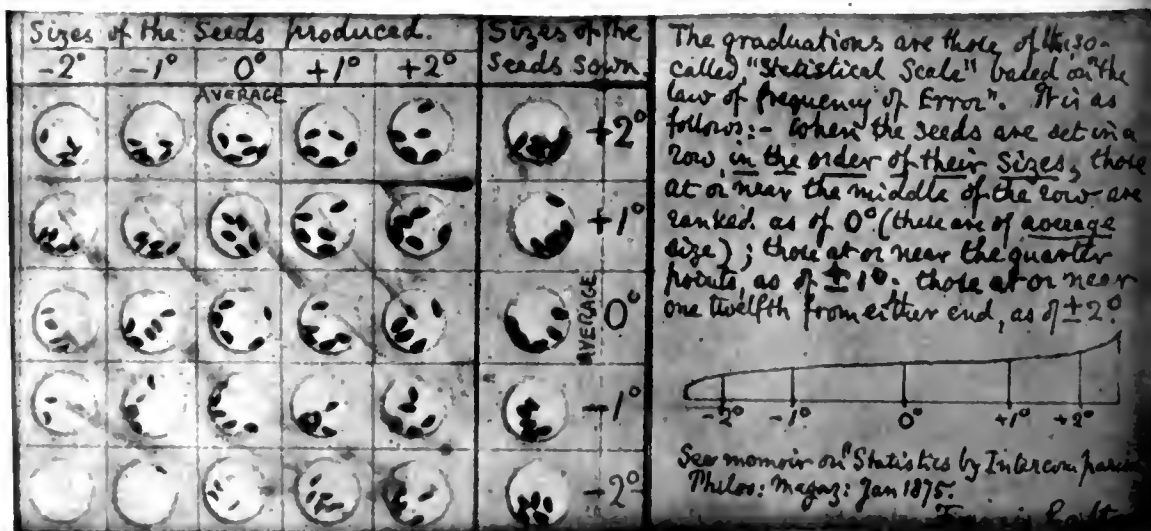 Sizes of the Seeds produced.
-2° -1° 0° +1° +2°
AVERAGE
Sizes of the
Seeds sown.
+2°
+1°
0°
AVERAGE
-1°
-2°
The graduations are those of the so-
called "Statistical Scale" based on "the
law of frequency of Error". It is as
follows:- When the seeds are set in a
row, in the order of their sizes, those
at or near the middle of the row are
ranked as of 0° (these are of average
size); those at or near the quarter
points, as of ±1°. those at or near
one twelfth from either end, as of ±2°.
-2° -1° 0° +1° +2°
See memoir on "Statistics by
Philos: Magaz: Jan 1875.
Francis